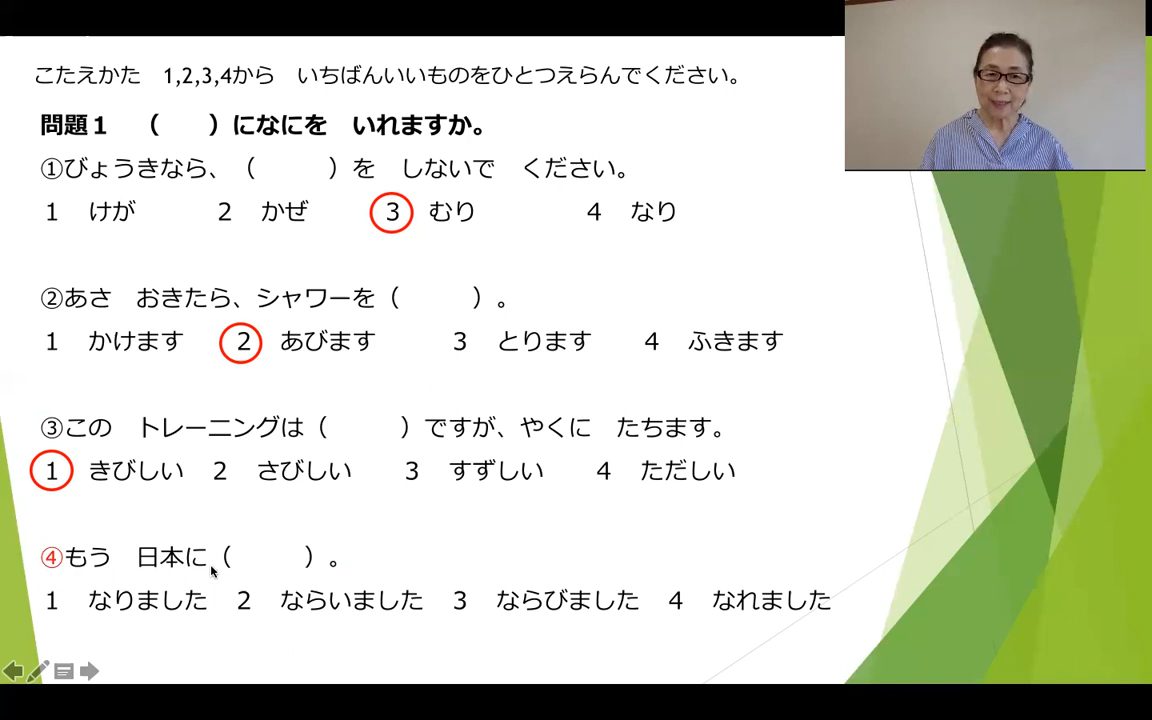 こたえかた　1,2,3,4から　いちばんいいものをひとつえらんでください。
問題１　（　　）になにを　いれますか。
①びょうきなら、（　　　）を　しないで　ください。
1　けが　2　かぜ　3　むり　4　なり
②あさ　おきたら、シャワーを（　　　）。
1　かけます　2　あびます　3　とります　4　ふきます
③この　トレーニングは（　　　）ですが、やくに　たちます。
1　きびしい　2　さびしい　3　すずしい　4　ただしい
④もう　日本に（　　　）。
1　なりました　2　ならいました　3　ならびました　4　なれました